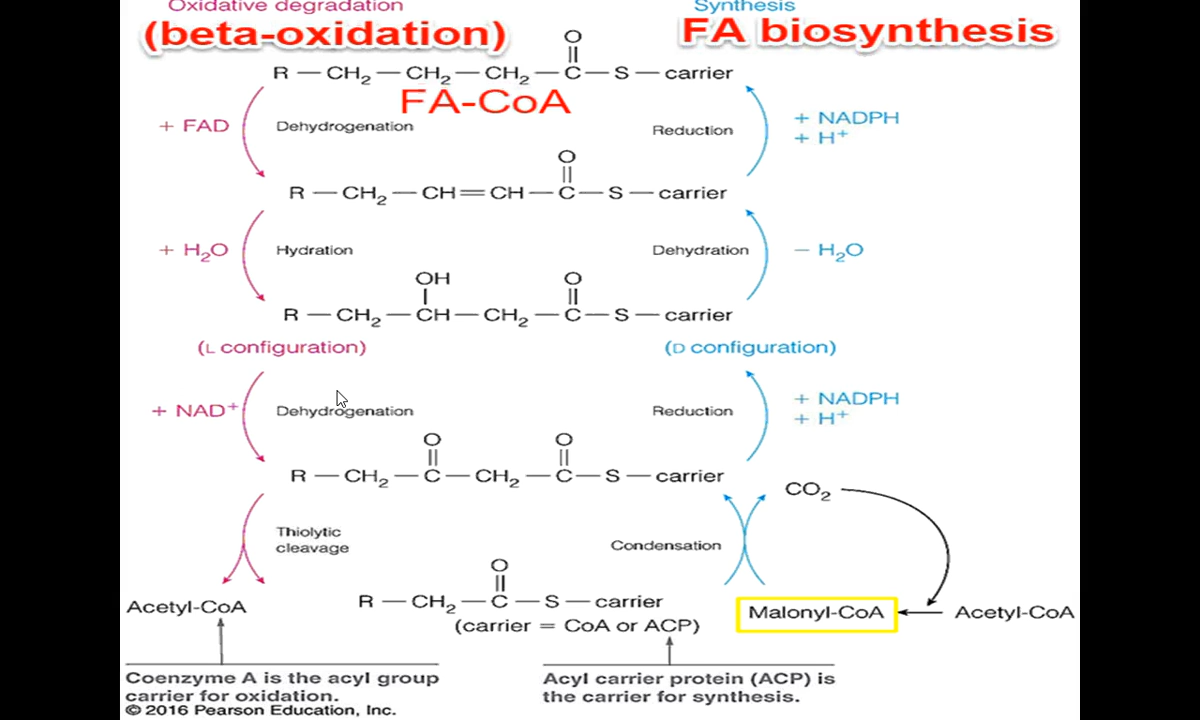 Oxidative degradation
Synthesis
(beta-oxidation)
FA biosynthesis
O
R — CH₂ — CH₂ — CH₂ — C — S — carrier
FA-CoA
+ FAD
Dehydrogenation
Reduction
+ NADPH
+ H⁺
O
R — CH₂ — CH=CH — C — S — carrier
+ H₂O
Hydration
Dehydration
− H₂O
OH O
R — CH₂ — CH — CH₂ — C — S — carrier
(L configuration)
(D configuration)
+ NAD⁺
Dehydrogenation
Reduction
+ NADPH
+ H⁺
O O
R — CH₂ — C — CH₂ — C — S — carrier
CO₂
Thiolytic
cleavage
Condensation
O
Acetyl-CoA
R — CH₂ — C — S — carrier
(carrier = CoA or ACP)
Malonyl-CoA
Acetyl-CoA
Coenzyme A is the acyl group
carrier for oxidation.
Acyl carrier protein (ACP) is
the carrier for synthesis.
© 2016 Pearson Education, Inc.